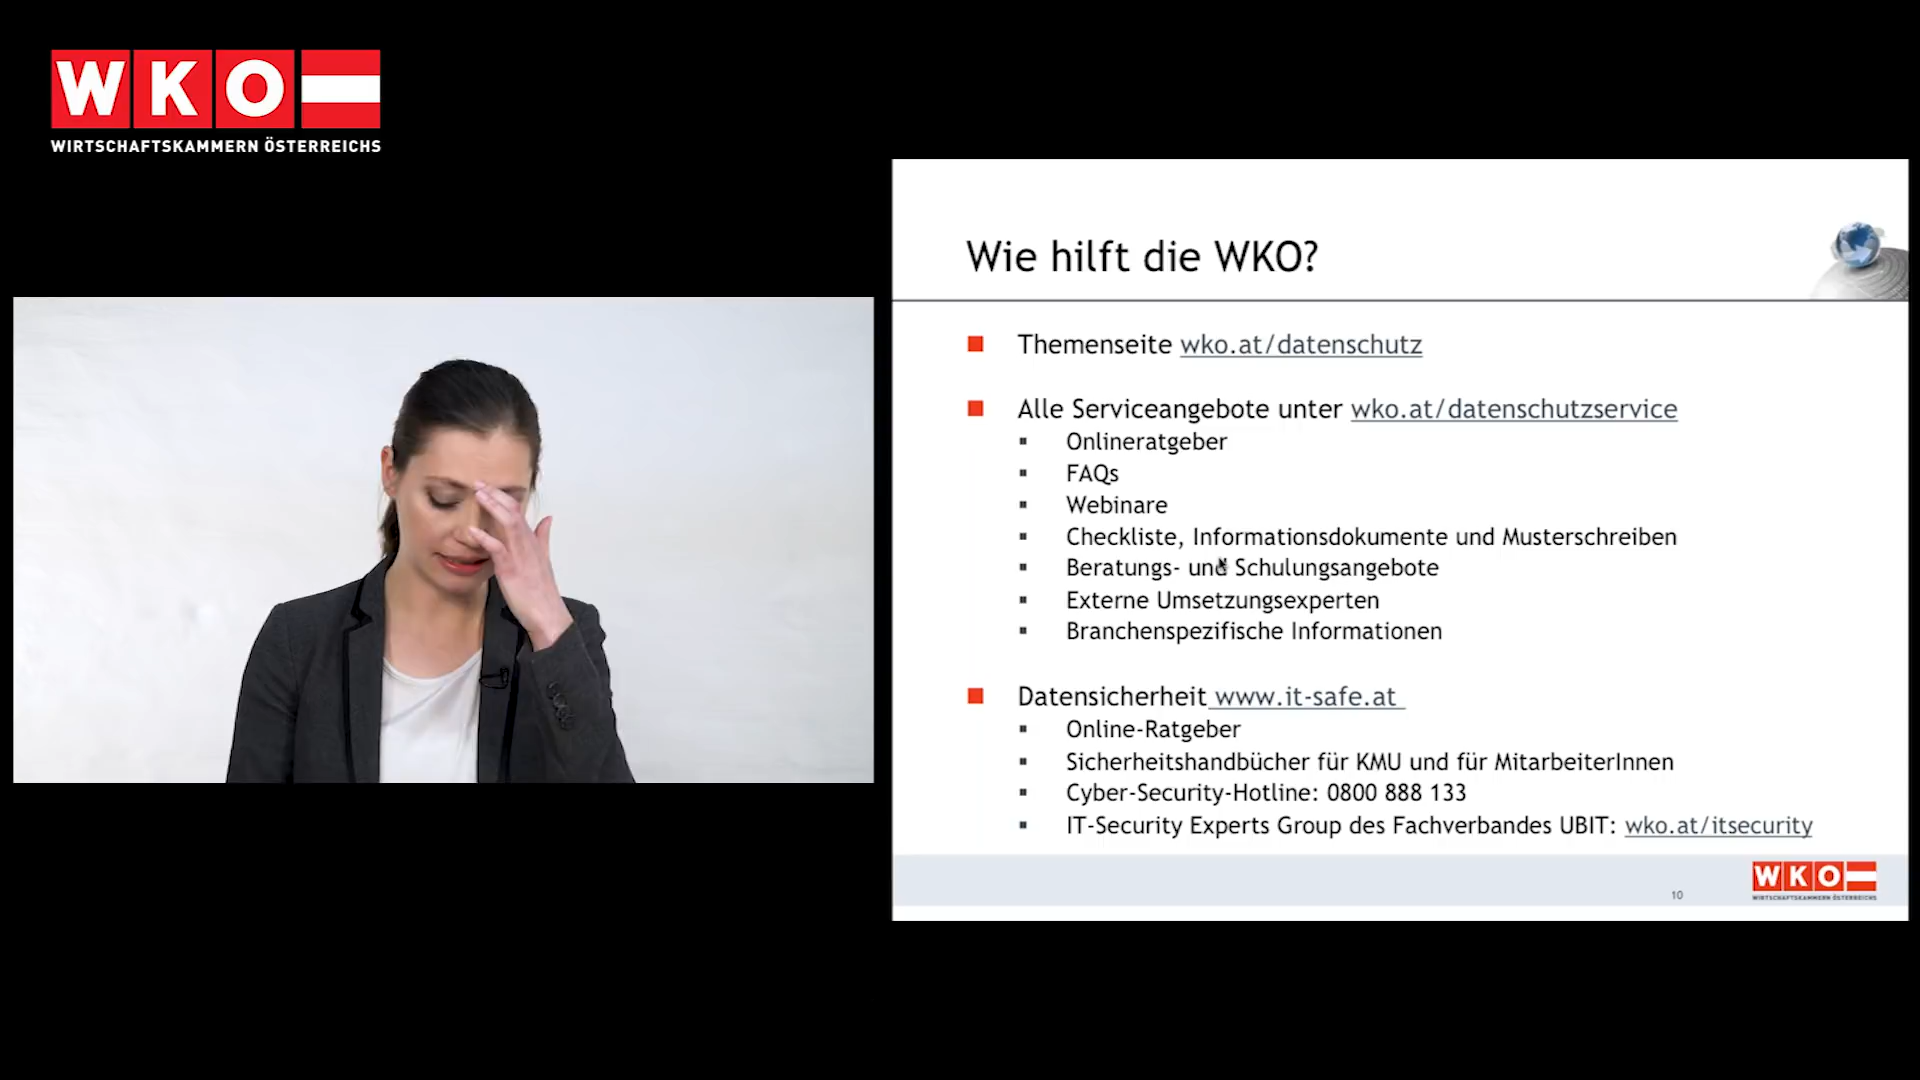 WKO
WIRTSCHAFTSKAMMERN ÖSTERREICHS
Wie hilft die WKO?
Themenseite wko.at/datenschutz
Alle Serviceangebote unter wko.at/datenschutzservice
Onlineratgeber
FAQs
Webinare
Checkliste, Informationsdokumente und Musterschreiben
Beratungs- und Schulungsangebote
Externe Umsetzungsexperten
Branchenspezifische Informationen
Datensicherheit www.it-safe.at
Online-Ratgeber
Sicherheitshandbücher für KMU und für MitarbeiterInnen
Cyber-Security-Hotline: 0800 888 133
IT-Security Experts Group des Fachverbandes UBIT: wko.at/itsecurity
10
WKO
WIRTSCHAFTSKAMMERN ÖSTERREICHS